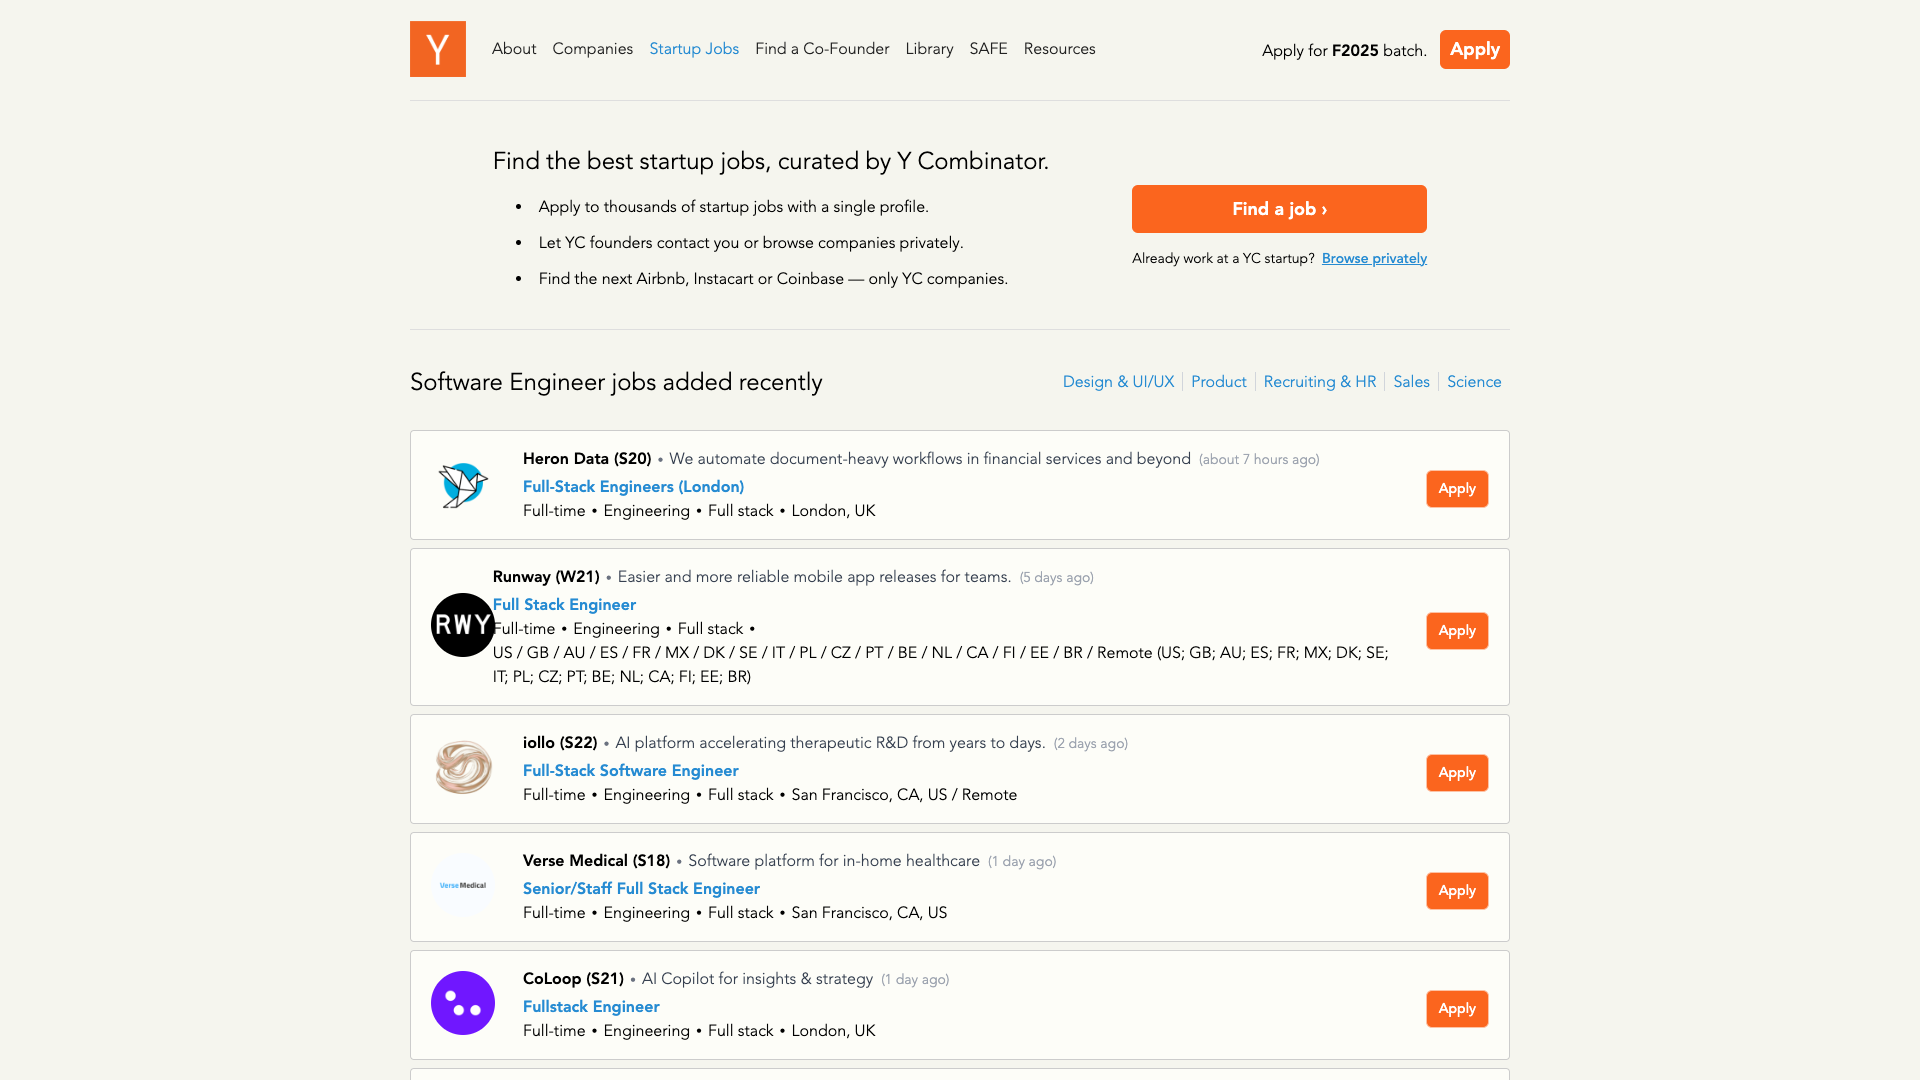 Y
About Companies Startup Jobs Find a Co-Founder Library SAFE Resources
Apply for F2025 batch. Apply
Find the best startup jobs, curated by Y Combinator.
• Apply to thousands of startup jobs with a single profile.
• Let YC founders contact you or browse companies privately.
• Find the next Airbnb, Instacart or Coinbase — only YC companies.
Find a job ›
Already work at a YC startup? Browse privately
Software Engineer jobs added recently
Design & UI/UX Product Recruiting & HR Sales Science
Heron Data (S20) • We automate document-heavy workflows in financial services and beyond (about 7 hours ago)
Full-Stack Engineers (London)
Full-time • Engineering • Full stack • London, UK
Apply
RWY
Runway (W21) • Easier and more reliable mobile app releases for teams. (5 days ago)
Full Stack Engineer
Full-time • Engineering • Full stack •
US / GB / AU / ES / FR / MX / DK / SE / IT / PL / CZ / PT / BE / NL / CA / FI / EE / BR / Remote (US; GB; AU; ES; FR; MX; DK; SE;
IT; PL; CZ; PT; BE; NL; CA; FI; EE; BR)
Apply
iollo (S22) • AI platform accelerating therapeutic R&D from years to days. (2 days ago)
Full-Stack Software Engineer
Full-time • Engineering • Full stack • San Francisco, CA, US / Remote
Apply
Verse Medical
Verse Medical (S18) • Software platform for in-home healthcare (1 day ago)
Senior/Staff Full Stack Engineer
Full-time • Engineering • Full stack • San Francisco, CA, US
Apply
CoLoop (S21) • AI Copilot for insights & strategy (1 day ago)
Fullstack Engineer
Full-time • Engineering • Full stack • London, UK
Apply